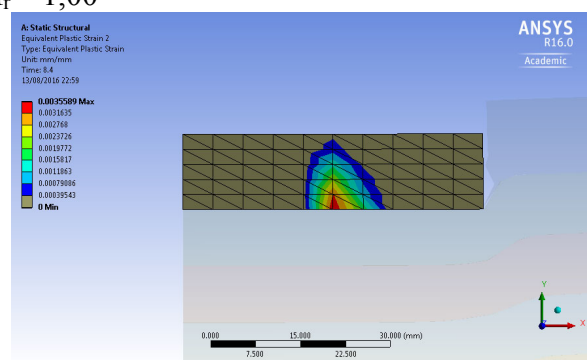 = 1,00
A: Static Structural
Equivalent Plastic Strain 2
Type: Equivalent Plastic Strain
Unit: mm/mm
Time: 8.4
13/08/2016 22:59
0.0035589 Max
0.0031635
0.002768
0.0023726
0.0019772
0.0015817
0.0011863
0.00079086
0.00039543
0 Min
ANSYS
R16.0
Academic
Y
X
0.000 15.000 30.000 (mm)
7.500 22.500